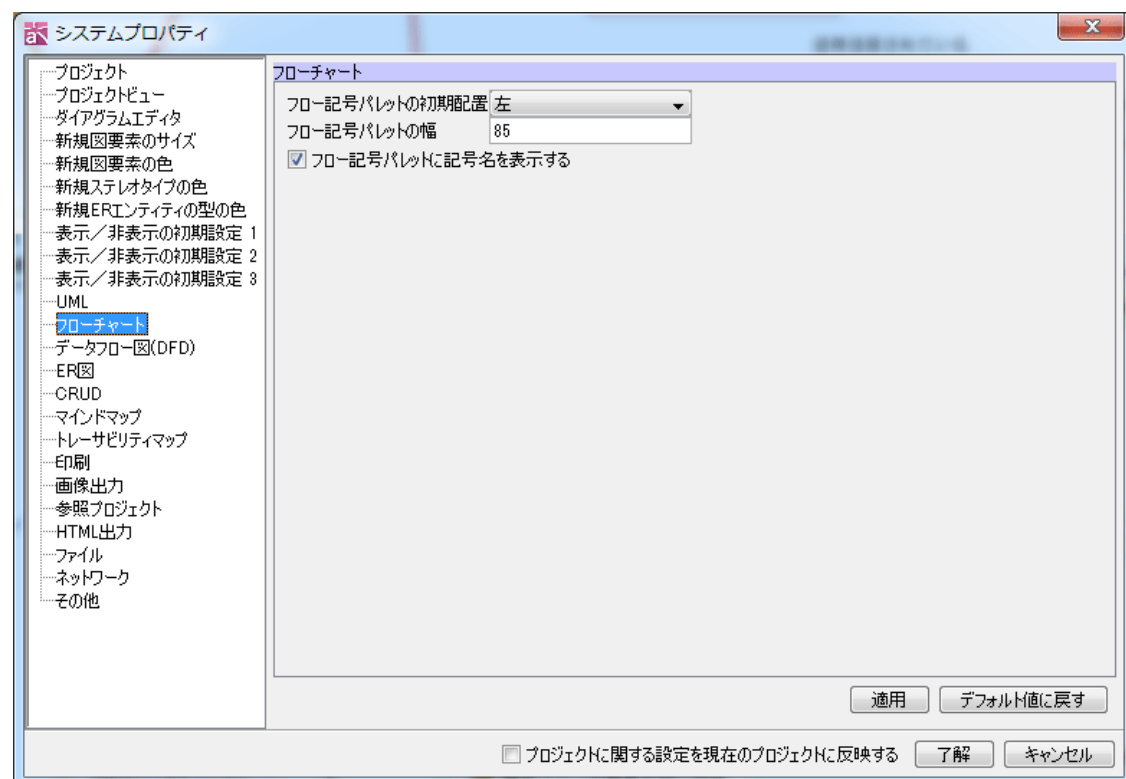 システムプロパティ
プロジェクト
プロジェクトビュー
ダイアグラムエディタ
新規図要素のサイズ
新規図要素の色
新規ステレオタイプの色
新規ERエンティティの型の色
表示／非表示の初期設定 1
表示／非表示の初期設定 2
表示／非表示の初期設定 3
UML
フローチャート
データフロー図(DFD)
ER図
CRUD
マインドマップ
トレーサビリティマップ
印刷
画像出力
参照プロジェクト
HTML出力
ファイル
ネットワーク
その他
フローチャート
フロー記号パレットの初期配置 左
フロー記号パレットの幅 85
フロー記号パレットに記号名を表示する
適用 デフォルト値に戻す
プロジェクトに関する設定を現在のプロジェクトに反映する 了解 キャンセル